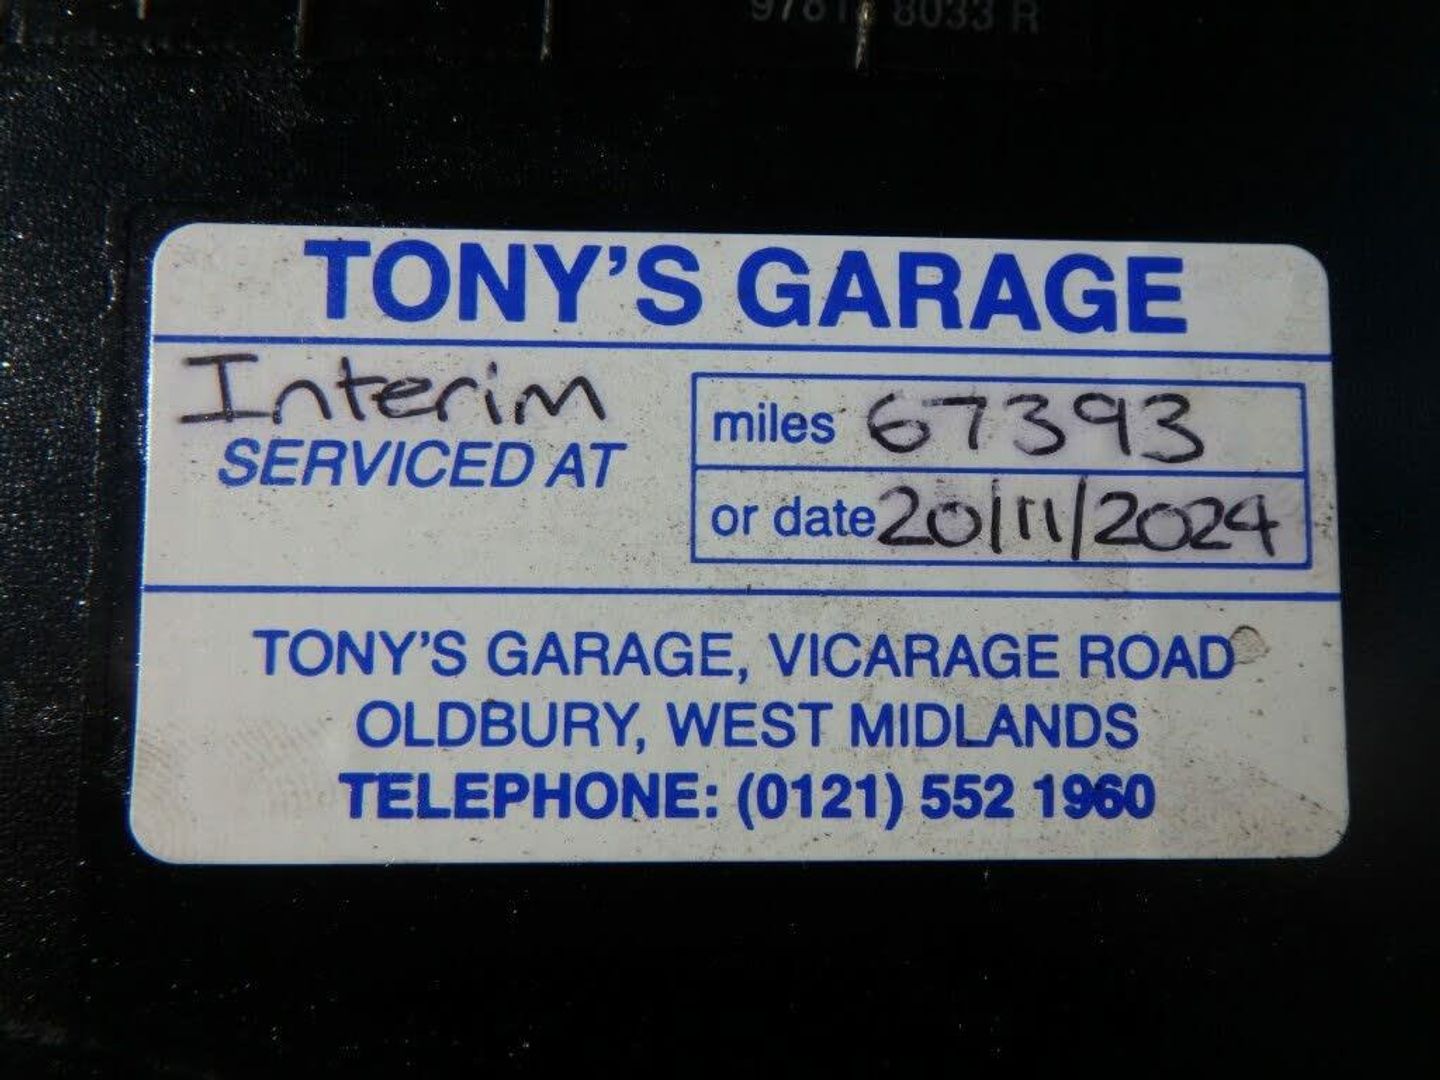 8033 R
TONY'S GARAGE
Interim
SERVICED AT
miles 67393
or date 20/11/2024
TONY'S GARAGE, VICARAGE ROAD
OLDBURY, WEST MIDLANDS
TELEPHONE: (0121) 552 1960